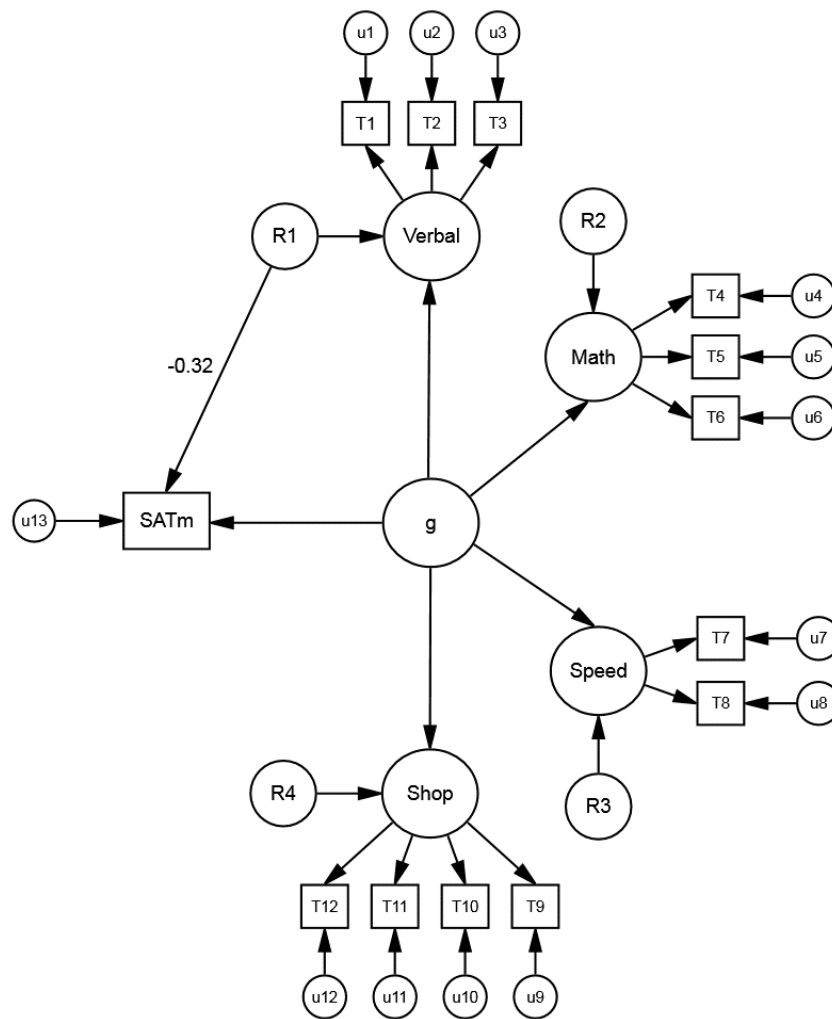 u1 u2 u3
T1 T2 T3
R1 Verbal R2
T4 u4
-0.32 Math T5 u5
T6 u6
u13 SATm g
T7 u7
Speed
T8 u8
R4 Shop R3
T12 T11 T10 T9
u12 u11 u10 u9